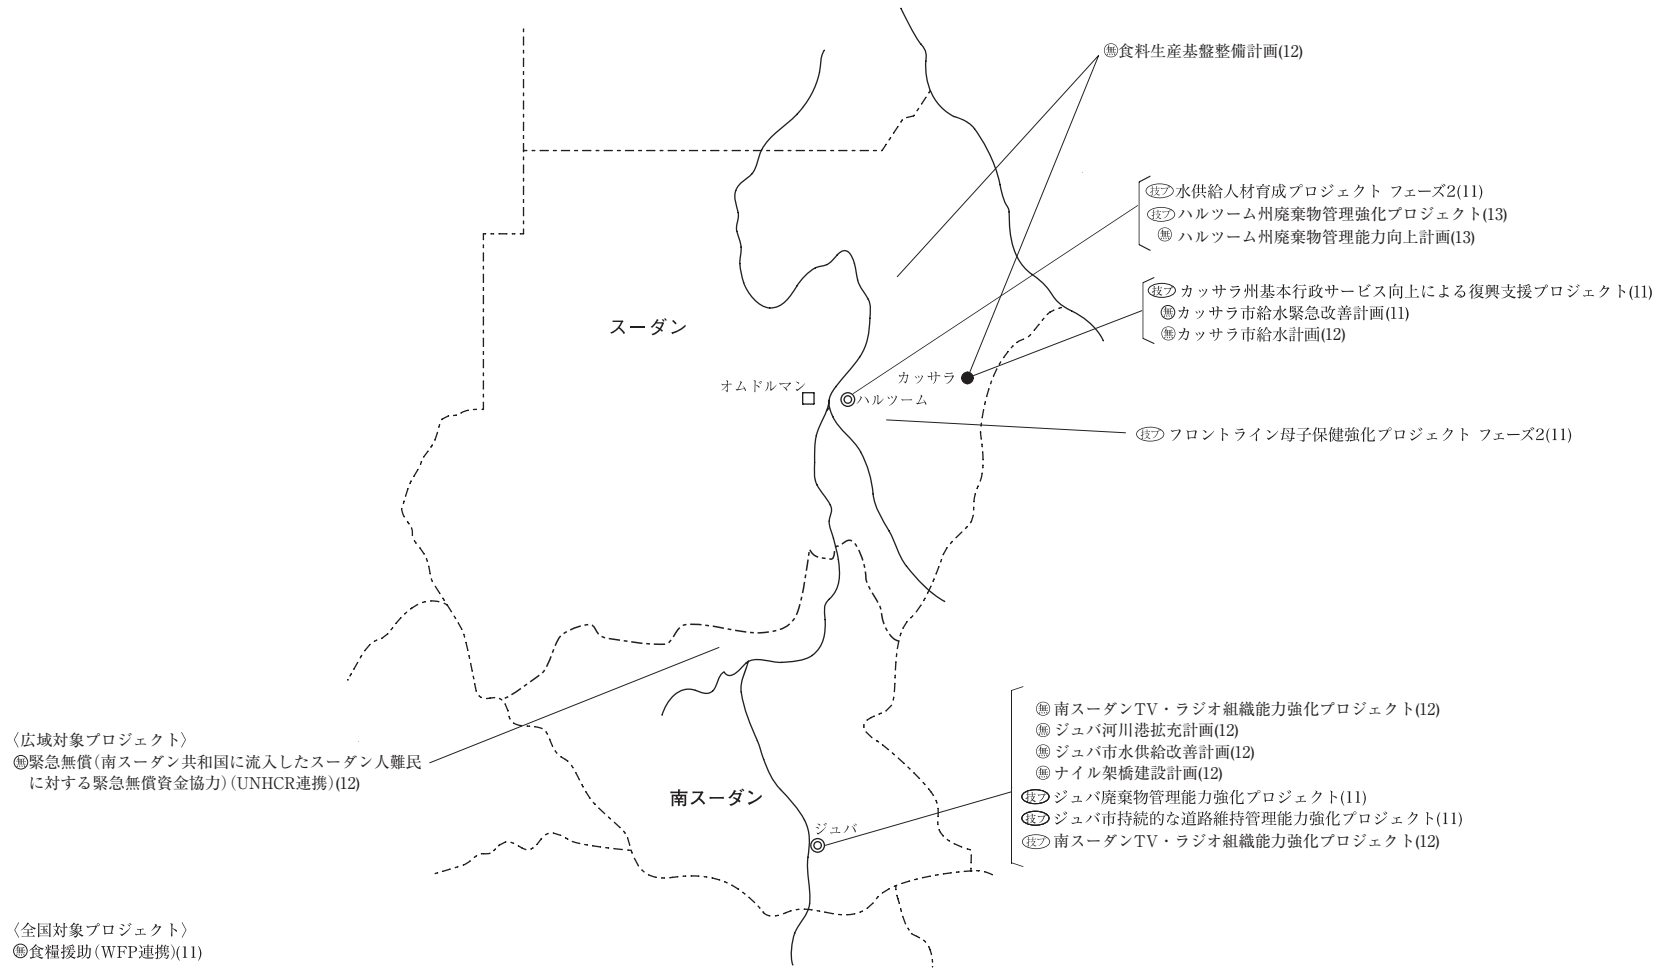 ㊄食料生産基盤整備計画(12)
技プ 水供給人材育成プロジェクト フェーズ2(11)
技プ ハルツーム州廃棄物管理強化プロジェクト(13)
無 ハルツーム州廃棄物管理能力向上計画(13)
技プ カッサラ州基本行政サービス向上による復興支援プロジェクト(11)
無カッサラ市給水緊急改善計画(11)
無カッサラ市給水計画(12)
スーダン
オムドルマン
カッサラ
ハルツーム
技プ フロントライン母子保健強化プロジェクト フェーズ2(11)
無 南スーダンTV・ラジオ組織能力強化プロジェクト(12)
無 ジュバ河川港拡充計画(12)
無 ジュバ市水供給改善計画(12)
無 ナイル架橋建設計画(12)
技プ ジュバ廃棄物管理能力強化プロジェクト(11)
技プ ジュバ市持続的な道路維持管理能力強化プロジェクト(11)
技プ 南スーダンTV・ラジオ組織能力強化プロジェクト(12)
〈広域対象プロジェクト〉
無緊急無償(南スーダン共和国に流入したスーダン人難民
に対する緊急無償資金協力)(UNHCR連携)(12)
南スーダン
ジュバ
〈全国対象プロジェクト〉
無食糧援助(WFP連携)(11)